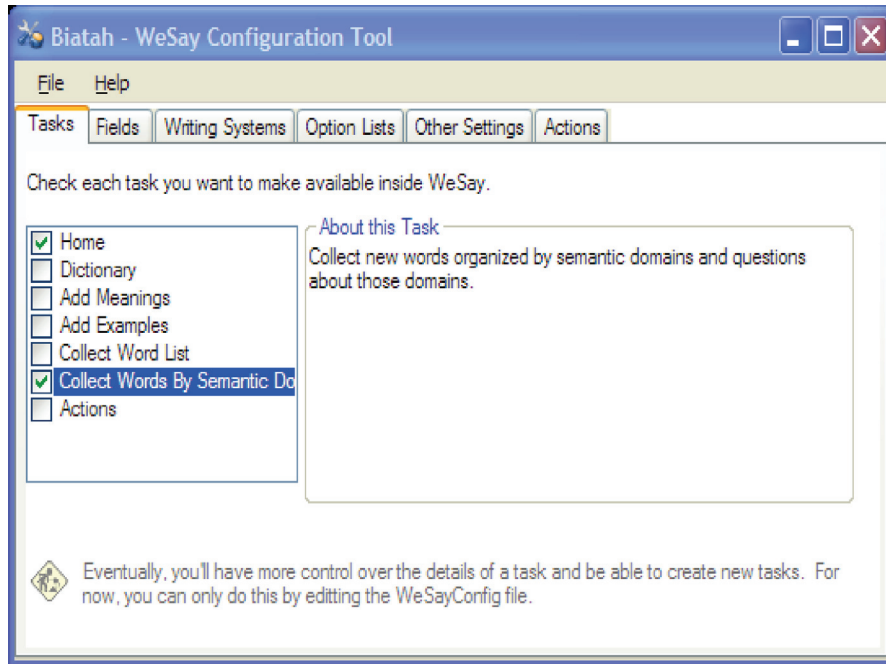 Biatah - WeSay Configuration Tool
File Help
Tasks Fields Writing Systems Option Lists Other Settings Actions
Check each task you want to make available inside WeSay.
Home
Dictionary
Add Meanings
Add Examples
Collect Word List
Collect Words By Semantic Do
Actions
About this Task
Collect new words organized by semantic domains and questions
about those domains.
Eventually, you'll have more control over the details of a task and be able to create new tasks. For
now, you can only do this by editting the WeSayConfig file.